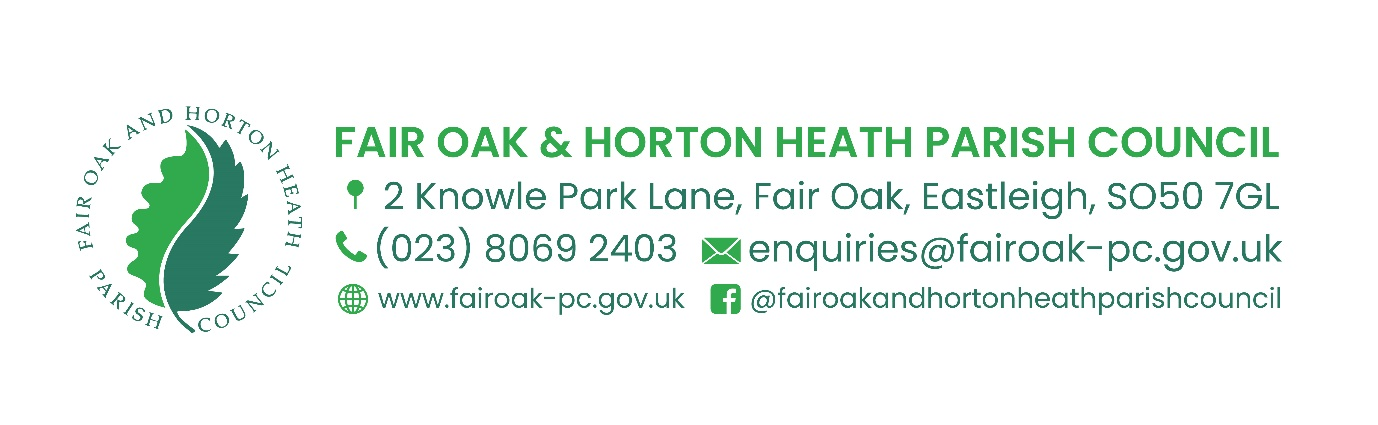 FAIR OAK AND HORTON HEATH
PARISH COUNCIL
FAIR OAK & HORTON HEATH PARISH COUNCIL
2 Knowle Park Lane, Fair Oak, Eastleigh, SO50 7GL
(023) 8069 2403 enquiries@fairoak-pc.gov.uk
www.fairoak-pc.gov.uk @fairoakandhortonheathparishcouncil